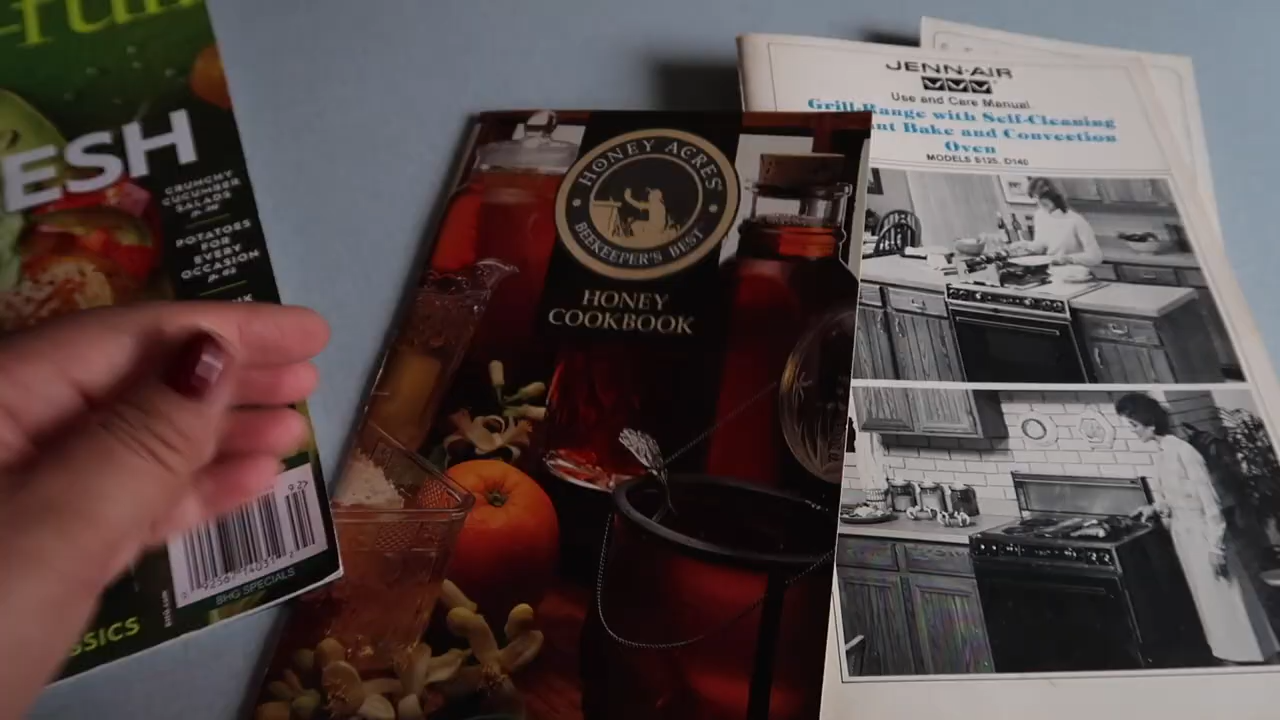 ESH
CRUNCHY
CUCUMBER
SALADS
POTATOES
FOR
EVERY
OCCASION
BHG SPECIALS
HONEY ACRES
BEEKEEPER'S BEST
HONEY
COOKBOOK
JENN-AIR
Use and Care Manual
Grill-Range with Self-Cleaning
nt Bake and Convection
Oven
MODELS S125, D140